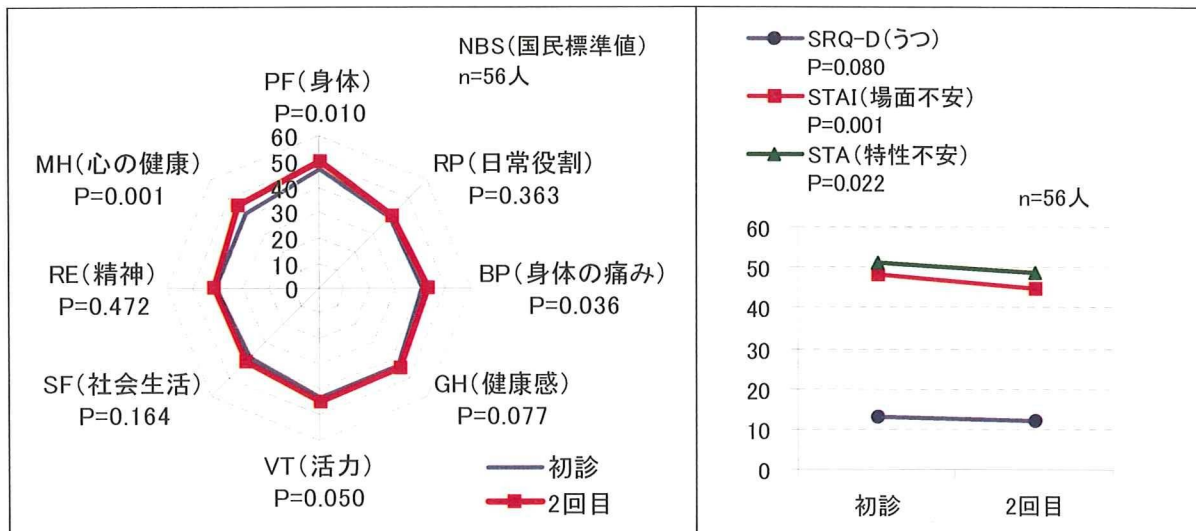 NBS(国民標準値)
n=56人
PF(身体)
P=0.010
RP(日常役割)
P=0.363
BP(身体の痛み)
P=0.036
GH(健康感)
P=0.077
VT(活力)
P=0.050
SF(社会生活)
P=0.164
RE(精神)
P=0.472
MH(心の健康)
P=0.001
60
50
40
30
20
10
0
初診
2回目
SRQ-D(うつ)
P=0.080
STAI(場面不安)
P=0.001
STA(特性不安)
P=0.022
n=56人
60
50
40
30
20
10
0
初診
2回目